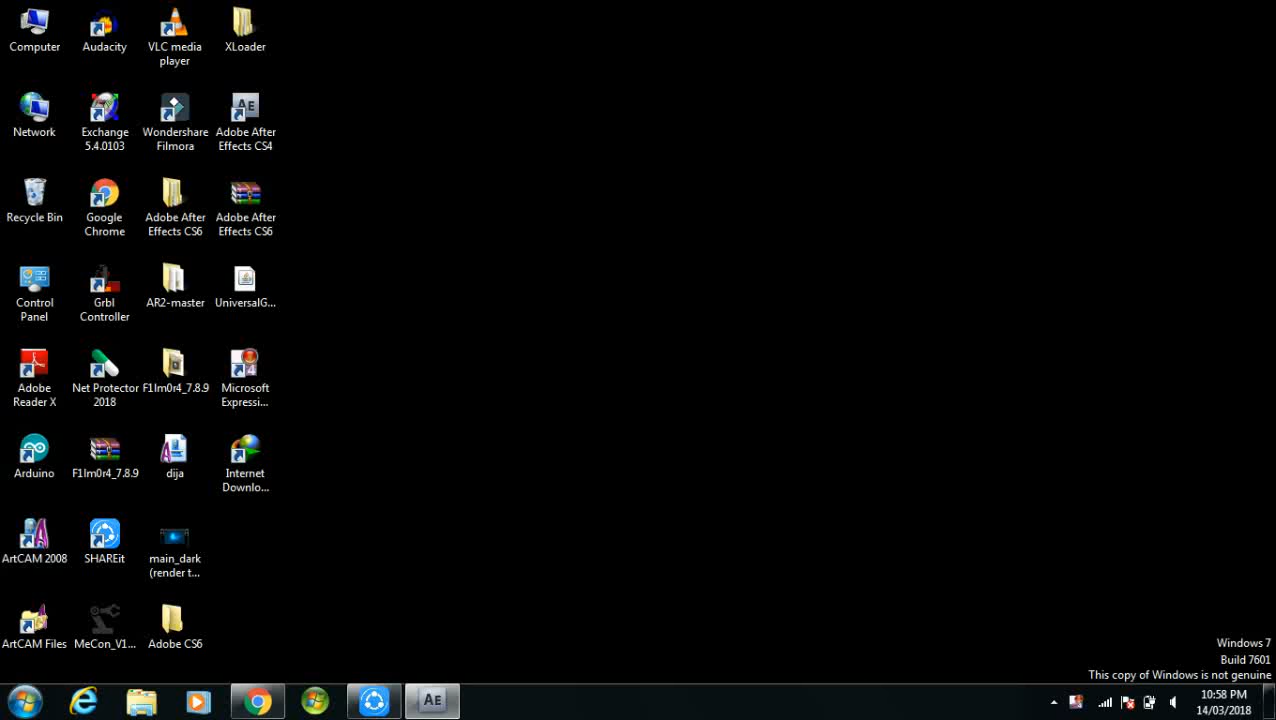 Computer
Audacity
VLC media
player
XLoader
Network
Exchange
5.4.0103
Wondershare
Filmora
AE
Adobe After
Effects CS4
Recycle Bin
Google
Chrome
Adobe After
Effects CS6
Adobe After
Effects CS6
Control
Panel
Grbl
Controller
AR2-master
UniversalG...
Adobe
Reader X
Net Protector
2018
F1lm0r4_7.8.9
4
Microsoft
Expressi...
Arduino
F1lm0r4_7.8.9
dija
Internet
Downlo...
ArtCAM 2008
SHAREit
main_dark
(render t...
ArtCAM Files
MeCon_V1...
Adobe CS6
Windows 7
Build 7601
This copy of Windows is not genuine
AE
10:58 PM
14/03/2018